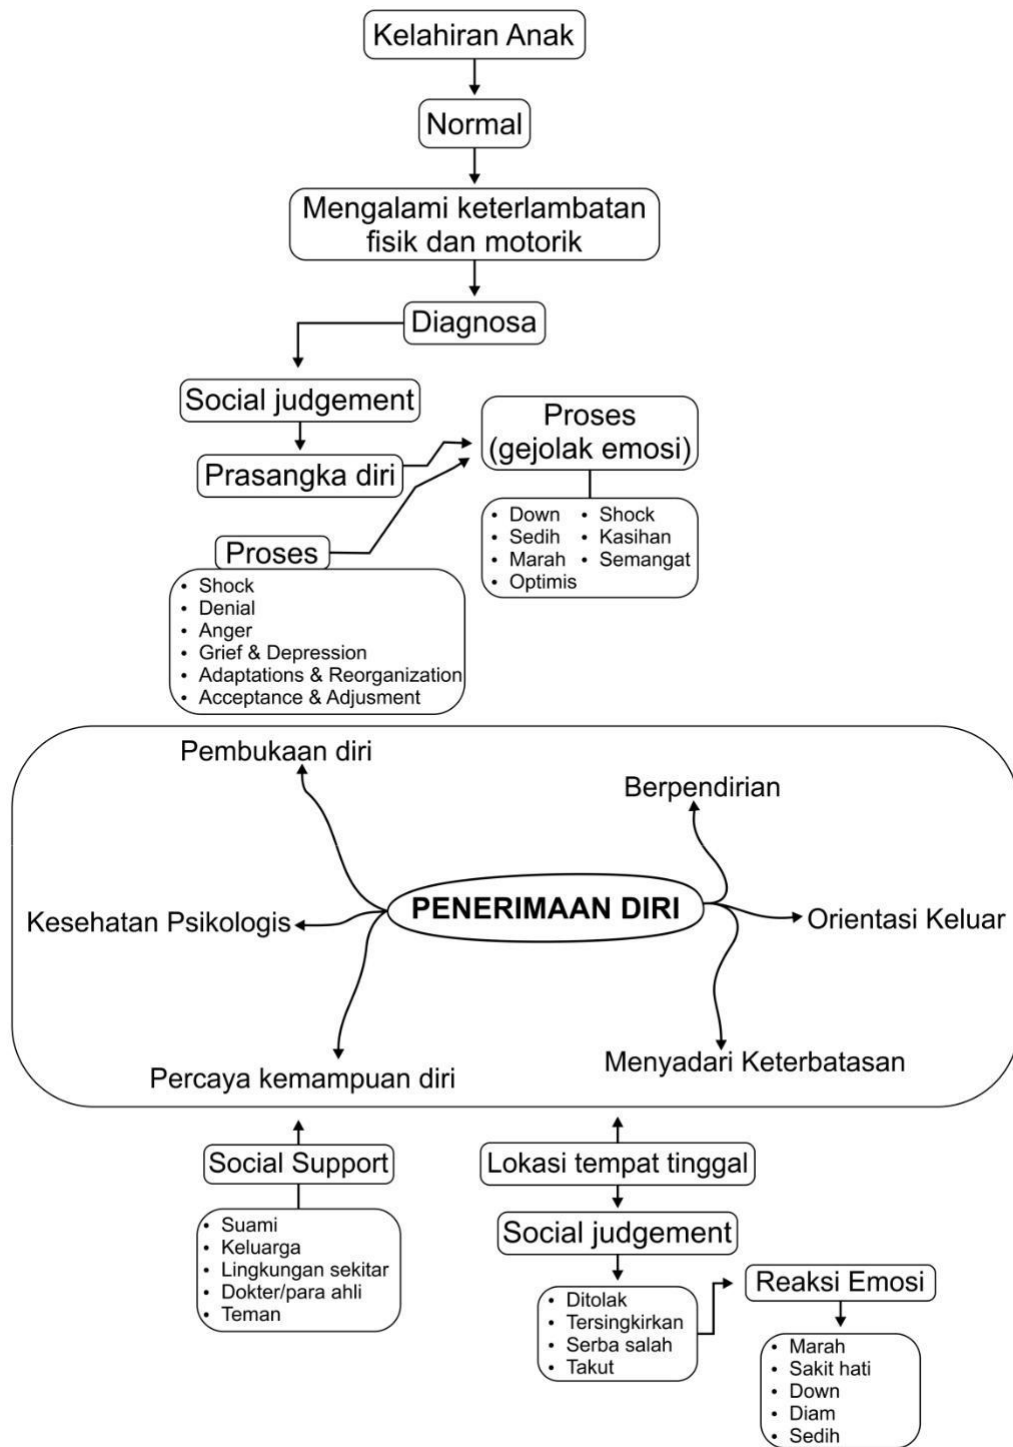 Kelahiran Anak
Normal
Mengalami keterlambatan
fisik dan motorik
Diagnosa
Social judgement
Prasangka diri
Proses
(gejolak emosi)
• Down
• Sedih
• Marah
• Optimis
• Shock
• Kasihan
• Semangat
Proses
• Shock
• Denial
• Anger
• Grief & Depression
• Adaptations & Reorganization
• Acceptance & Adjusment
Pembukaan diri
Berpendirian
Kesehatan Psikologis
PENERIMAAN DIRI
Orientasi Keluar
Percaya kemampuan diri
Menyadari Keterbatasan
Social Support
• Suami
• Keluarga
• Lingkungan sekitar
• Dokter/para ahli
• Teman
Lokasi tempat tinggal
Social judgement
• Ditolak
• Tersingkirkan
• Serba salah
• Takut
Reaksi Emosi
• Marah
• Sakit hati
• Down
• Diam
• Sedih